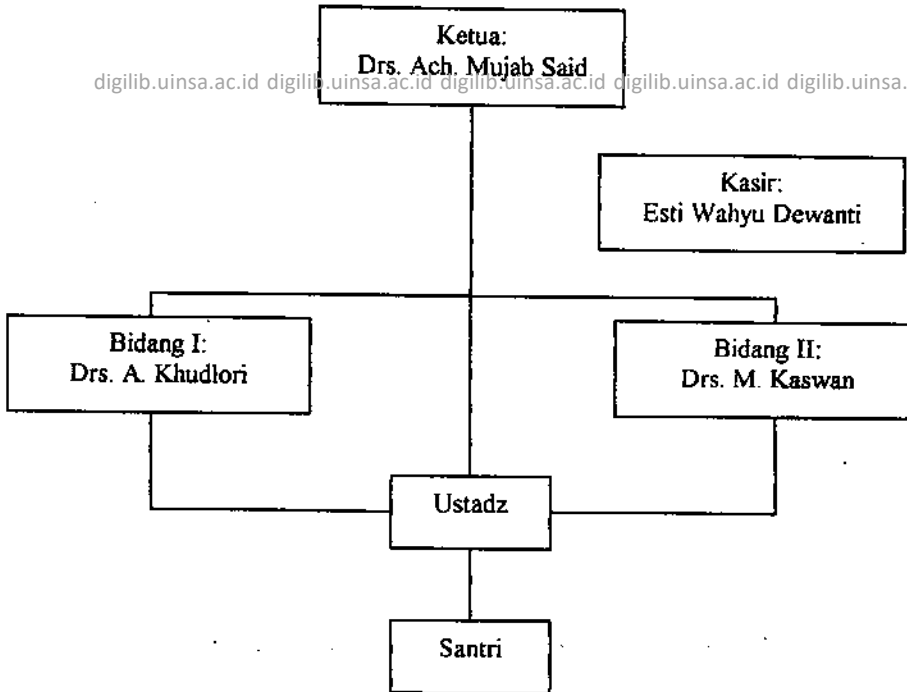 Ketua:
Drs. Ach. Mujab Said
digilib.uinsa.ac.id digilib.uinsa.ac.id digilib.uinsa.ac.id digilib.uinsa.ac.id digilib.uinsa.
Kasir:
Esti Wahyu Dewanti
Bidang I:
Drs. A. Khudlori
Bidang II:
Drs. M. Kaswan
Ustadz
Santri